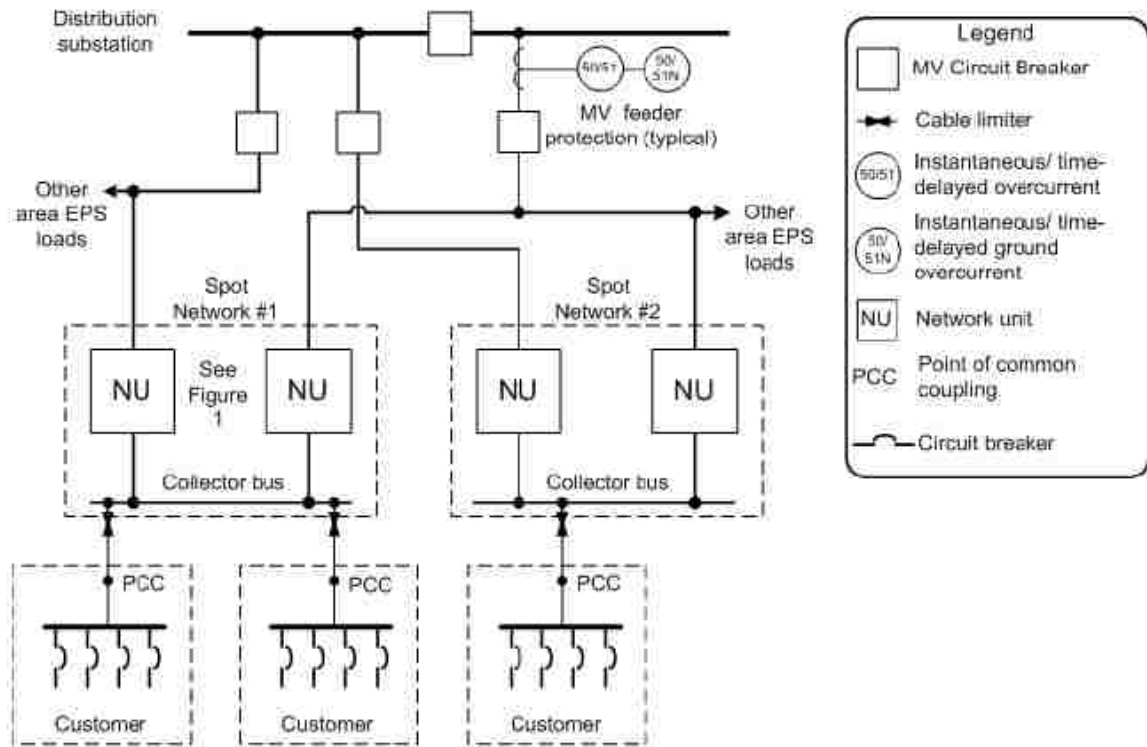 Distribution
substation
50/51
50/
51N
MV feeder
protection (typical)
Other
area EPS
loads
Other
area EPS
loads
Spot
Network #1
Spot
Network #2
NU
See
Figure
1
NU
NU
NU
Collector bus
Collector bus
PCC
PCC
PCC
Customer
Customer
Customer
Legend
MV Circuit Breaker
Cable limiter
50/51
Instantaneous/ time-
delayed overcurrent
50/
51N
Instantaneous/ time-
delayed ground
overcurrent
NU
Network unit
PCC
Point of common
coupling
Circuit breaker